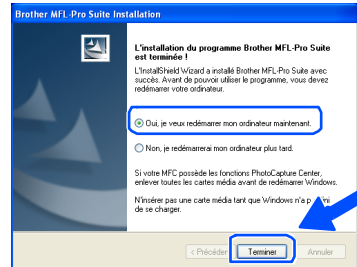 Brother MFL-Pro Suite Installation
L'installation du programme Brother MFL-Pro Suite
est terminée !
L'InstallShield Wizard a installé Brother MFL-Pro Suite avec
succès. Avant de pouvoir utiliser le programme, vous devez
redémarrer votre ordinateur.
Oui, je veux redémarrer mon ordinateur maintenant.
Non, je redémarrerai mon ordinateur plus tard.
Si votre MFC possède les fonctions PhotoCapture Center,
enlever toutes les cartes média avant de redémarrer Windows.
N'insérer pas une carte média tant que Windows n'a
de se charger.
< Précédent
Terminer
Annuler